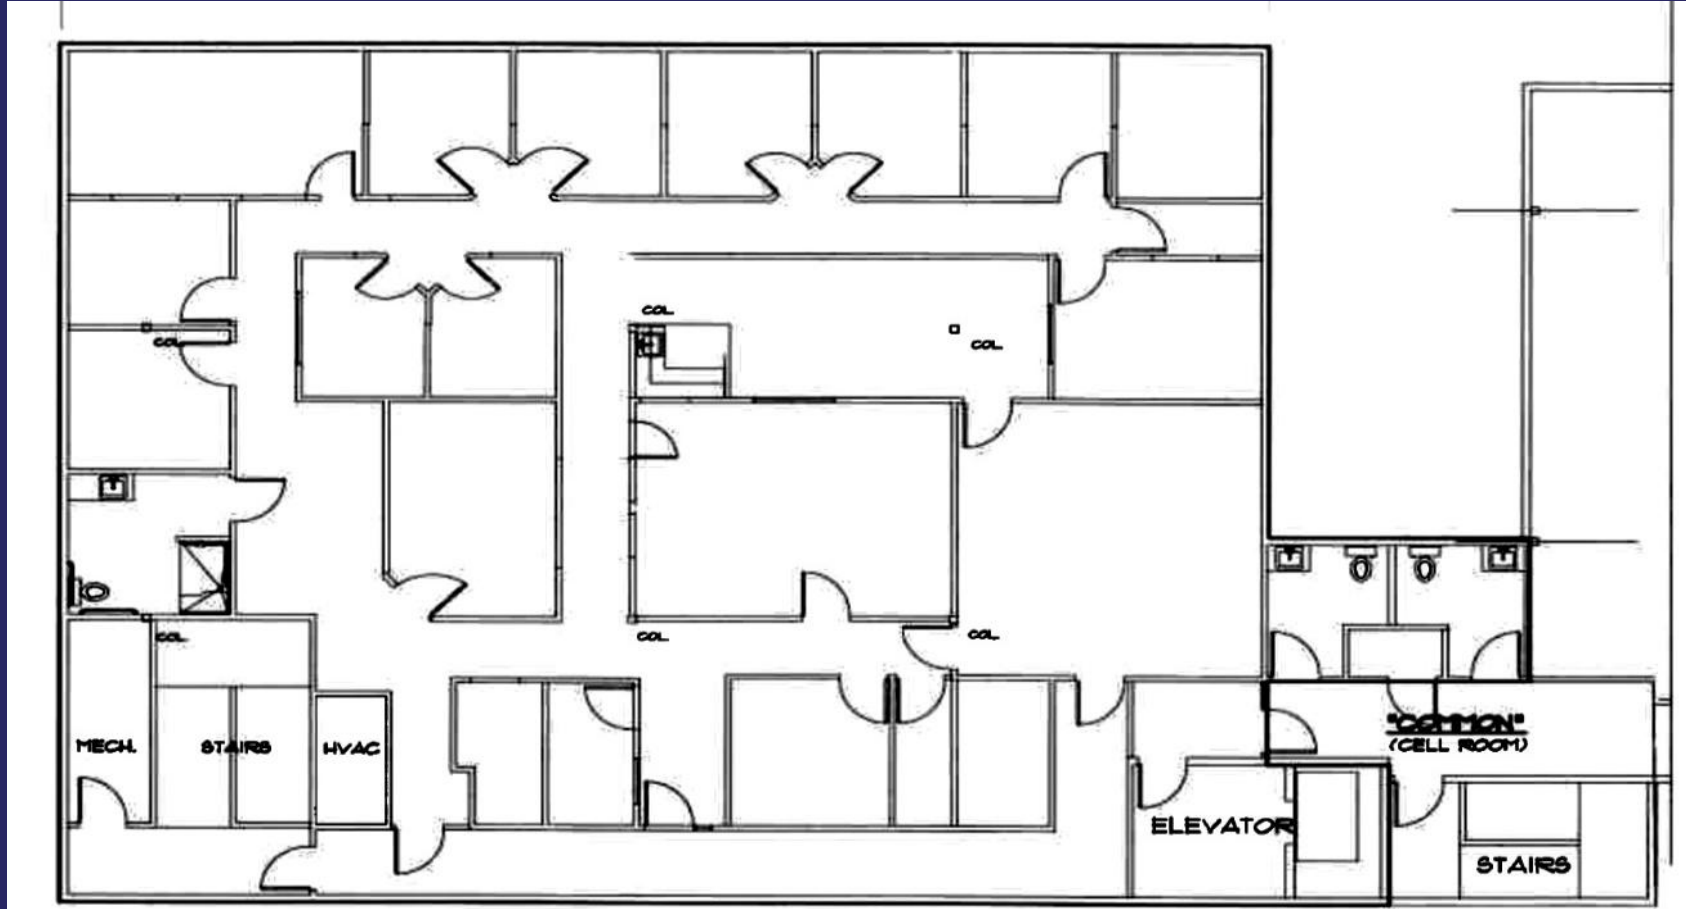 COL.
COL.
COL
COL.
COL.
COL.
"COMMON"
(CELL ROOM)
MECH.
STAIRS
HVAC
ELEVATOR
STAIRS